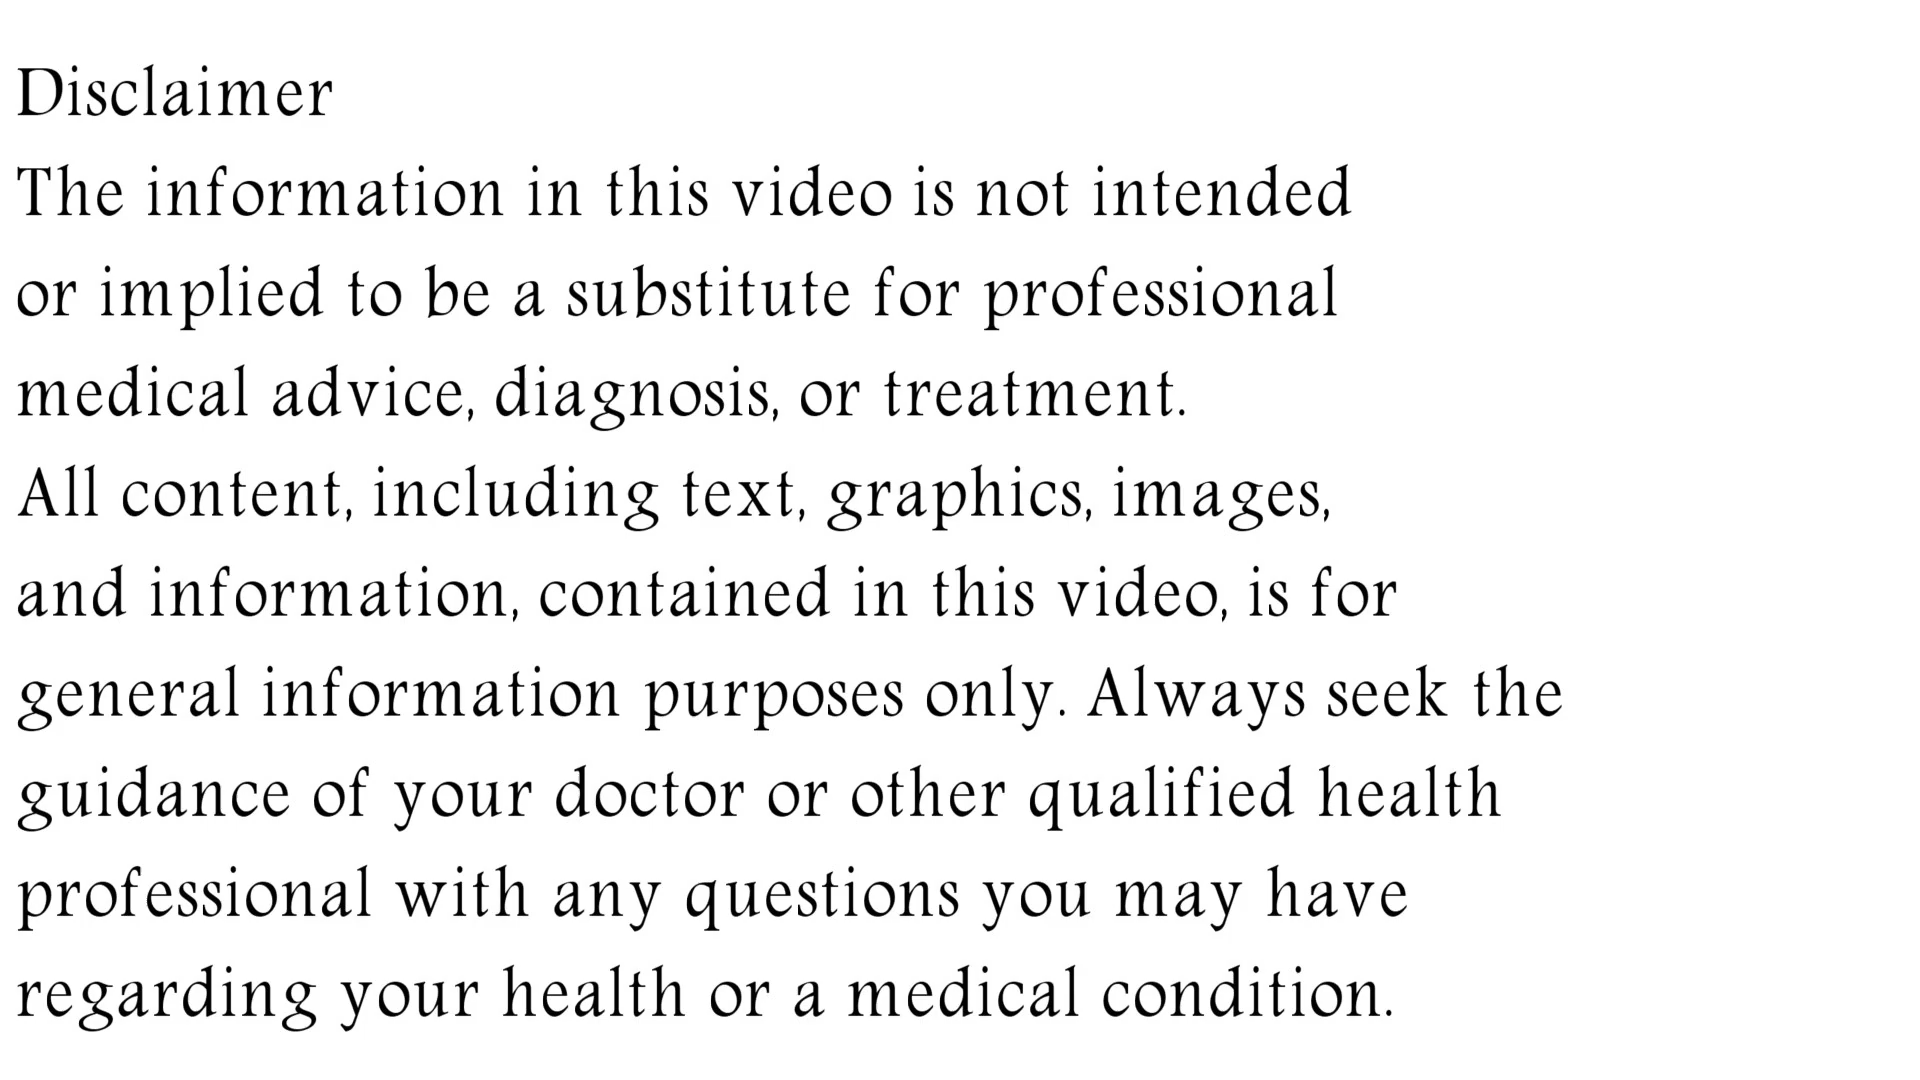 Disclaimer
The information in this video is not intended
or implied to be a substitute for professional
medical advice, diagnosis, or treatment.
All content, including text, graphics, images,
and information, contained in this video, is for
general information purposes only. Always seek the
guidance of your doctor or other qualified health
professional with any questions you may have
regarding your health or a medical condition.